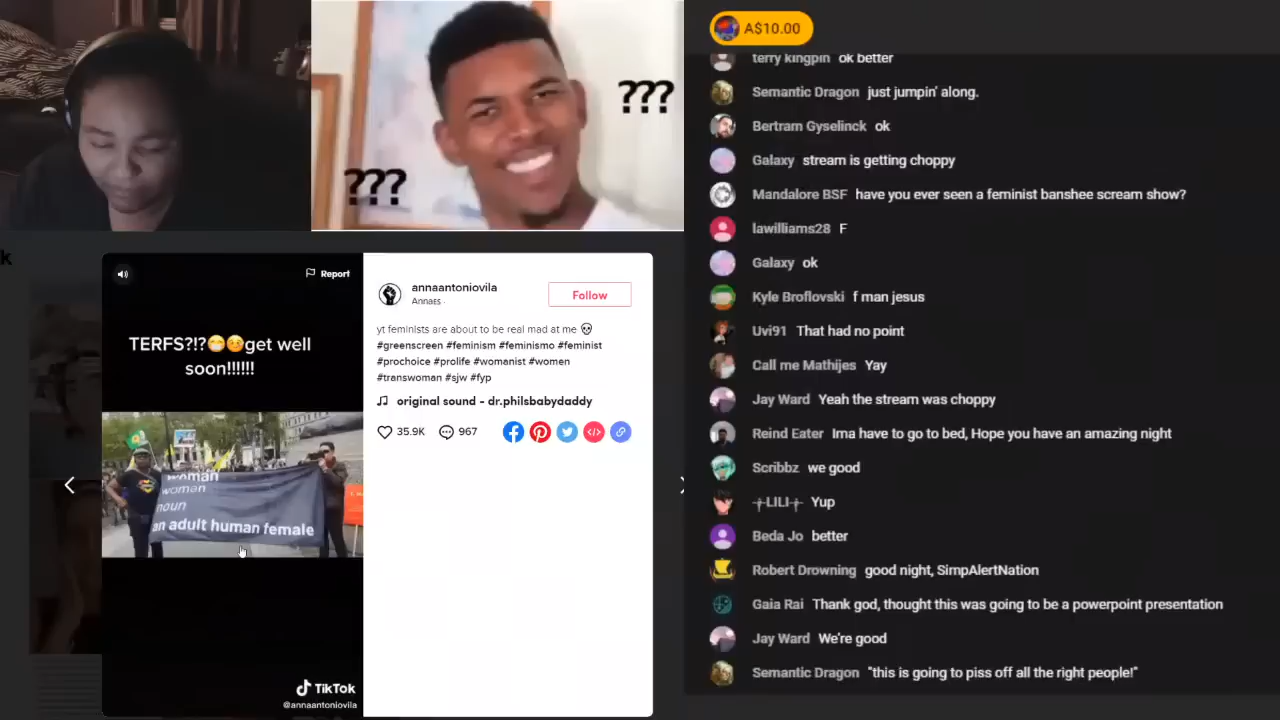 ???
???
k
Report
TERFS?!?😁☺get well
soon!!!!!!
woman
woman
noun
an adult human female
TikTok
@annaantoniovila
annaantoniovila
Annaes ·
Follow
yt feminists are about to be real mad at me 💀
#greenscreen #feminism #feminismo #feminist
#prochoice #prolife #womanist #women
#transwoman #sjw #fyp
original sound - dr.philsbabydaddy
35.9K
967
A$10.00
terry kingpin ok better
Semantic Dragon just jumpin' along.
Bertram Gyselinck ok
Galaxy stream is getting choppy
Mandalore BSF have you ever seen a feminist banshee scream show?
lawilliams28 F
Galaxy ok
Kyle Broflovski f man jesus
Uvi91 That had no point
Call me Mathijes Yay
Jay Ward Yeah the stream was choppy
Reind Eater Ima have to go to bed, Hope you have an amazing night
Scribbz we good
⸸LILI⸸ Yup
Beda Jo better
Robert Drowning good night, SimpAlertNation
Gaia Rai Thank god, thought this was going to be a powerpoint presentation
Jay Ward We're good
Semantic Dragon "this is going to piss off all the right people!"